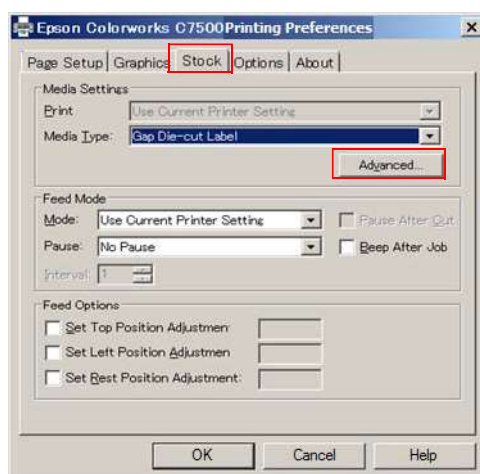 Epson Colorworks C7500Printing Preferences
Page Setup Graphics Stock Options About
Media Settings
Print Use Current Printer Setting
Media Type: Gap Die-cut Label
Advanced...
Feed Mode
Mode: Use Current Printer Setting Pause After Cut
Pause: No Pause Beep After Job
Interval: 1
Feed Options
Set Top Position Adjustmen
Set Left Position Adjustmen
Set Rest Position Adjustment:
OK Cancel Help